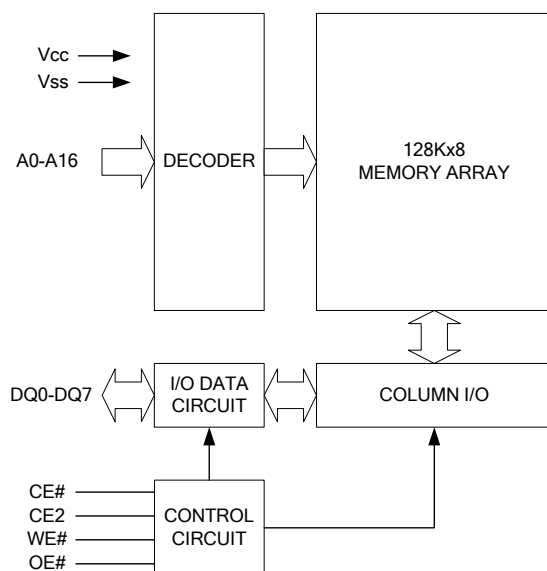 Vcc
Vss
A0-A16
DECODER
128Kx8
MEMORY ARRAY
DQ0-DQ7
I/O DATA
CIRCUIT
COLUMN I/O
CE#
CE2
WE#
OE#
CONTROL
CIRCUIT